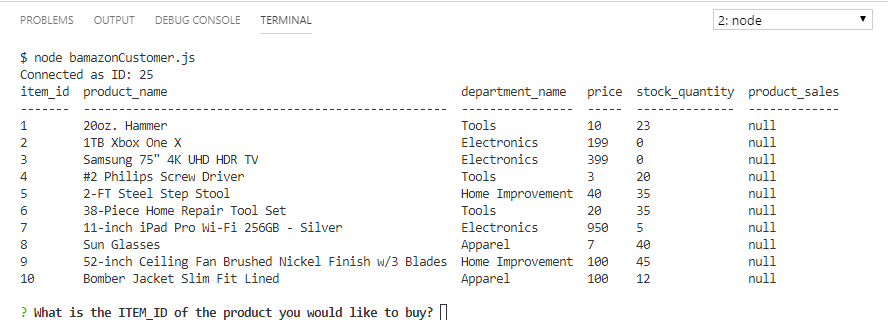 PROBLEMS OUTPUT DEBUG CONSOLE TERMINAL 2: node
$ node bamazonCustomer.js
Connected as ID: 25
item_id product_name department_name price stock_quantity product_sales
------- ---------------------------------------------------- ---------------- ----- -------------- -------------
1 20oz. Hammer Tools 10 23 null
2 1TB Xbox One X Electronics 199 0 null
3 Samsung 75" 4K UHD HDR TV Electronics 399 0 null
4 #2 Philips Screw Driver Tools 3 20 null
5 2-FT Steel Step Stool Home Improvement 40 35 null
6 38-Piece Home Repair Tool Set Tools 20 35 null
7 11-inch iPad Pro Wi-Fi 256GB - Silver Electronics 950 5 null
8 Sun Glasses Apparel 7 40 null
9 52-inch Ceiling Fan Brushed Nickel Finish w/3 Blades Home Improvement 100 45 null
10 Bomber Jacket Slim Fit Lined Apparel 100 12 null
? What is the ITEM_ID of the product you would like to buy?